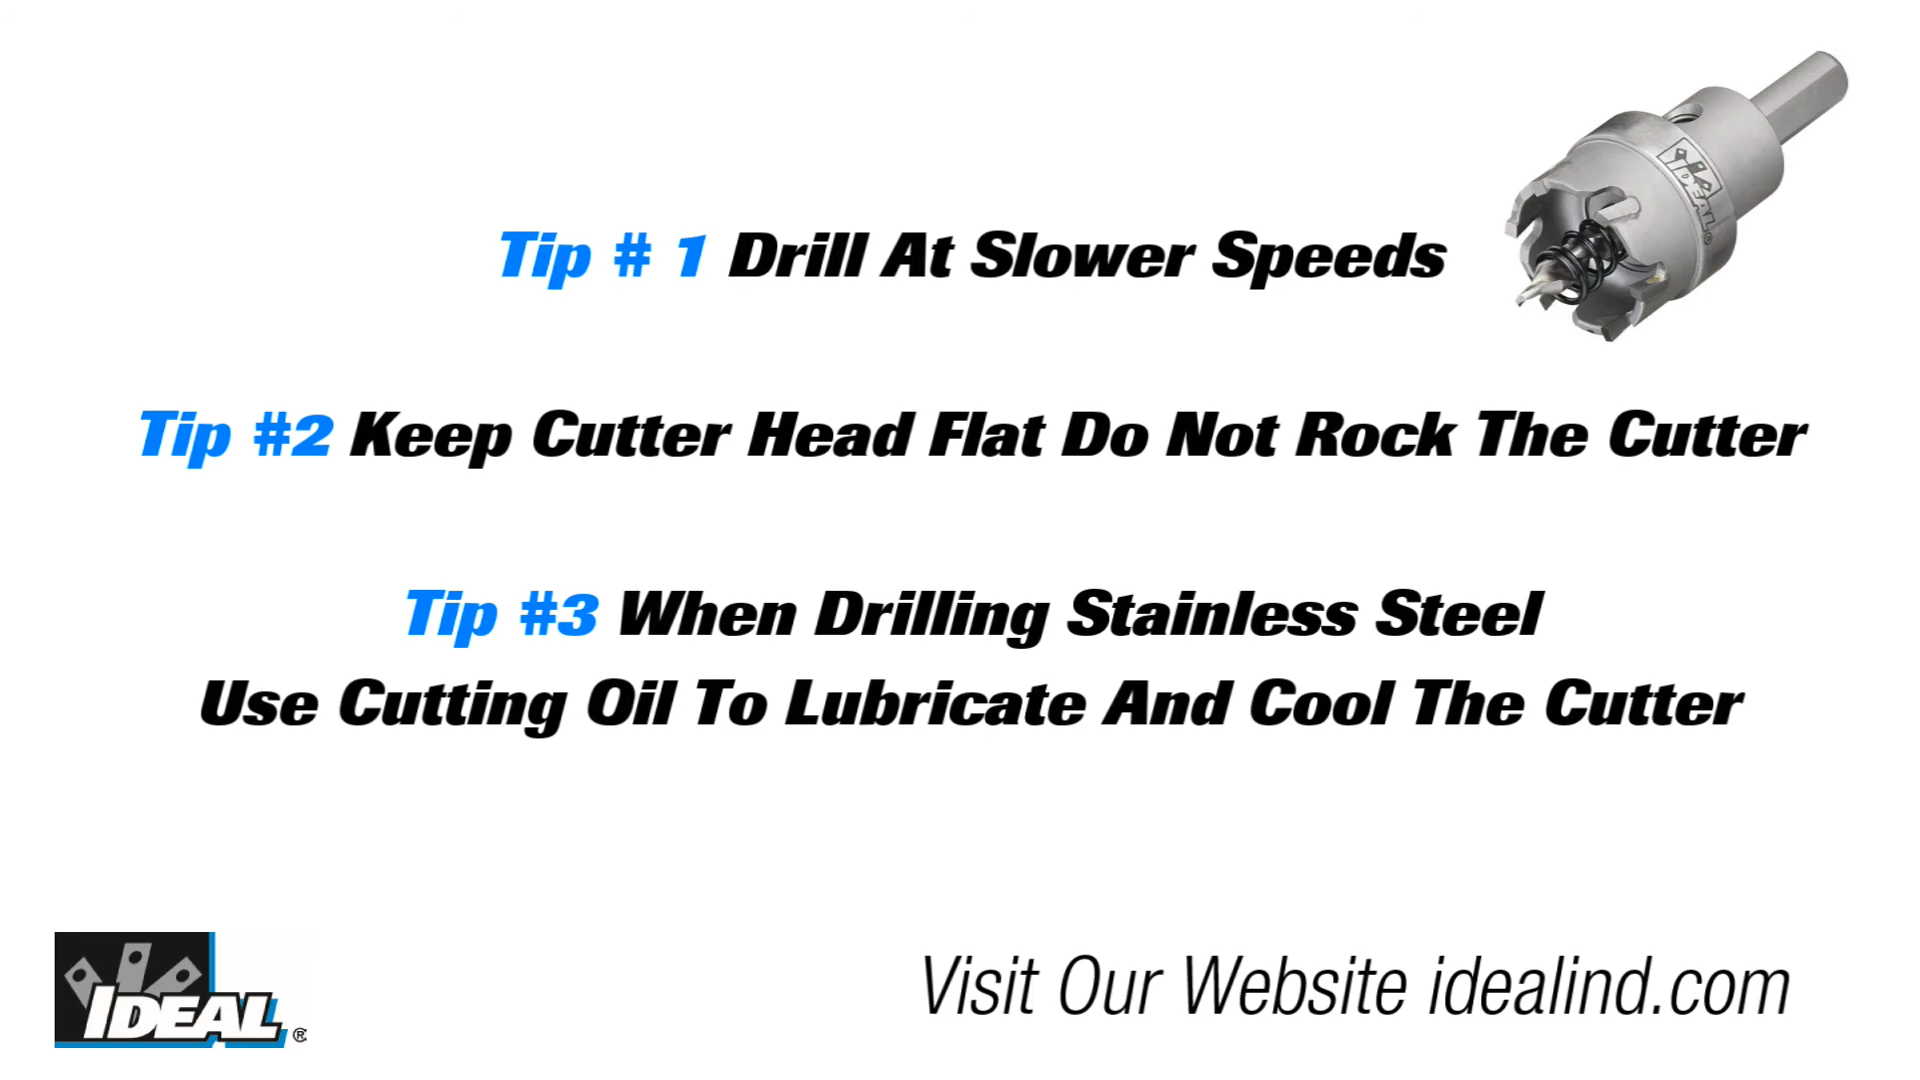 Tip # 1 Drill At Slower Speeds
IDEAL®
Tip #2 Keep Cutter Head Flat Do Not Rock The Cutter
Tip #3 When Drilling Stainless Steel
Use Cutting Oil To Lubricate And Cool The Cutter
IDEAL®
Visit Our Website idealind.com